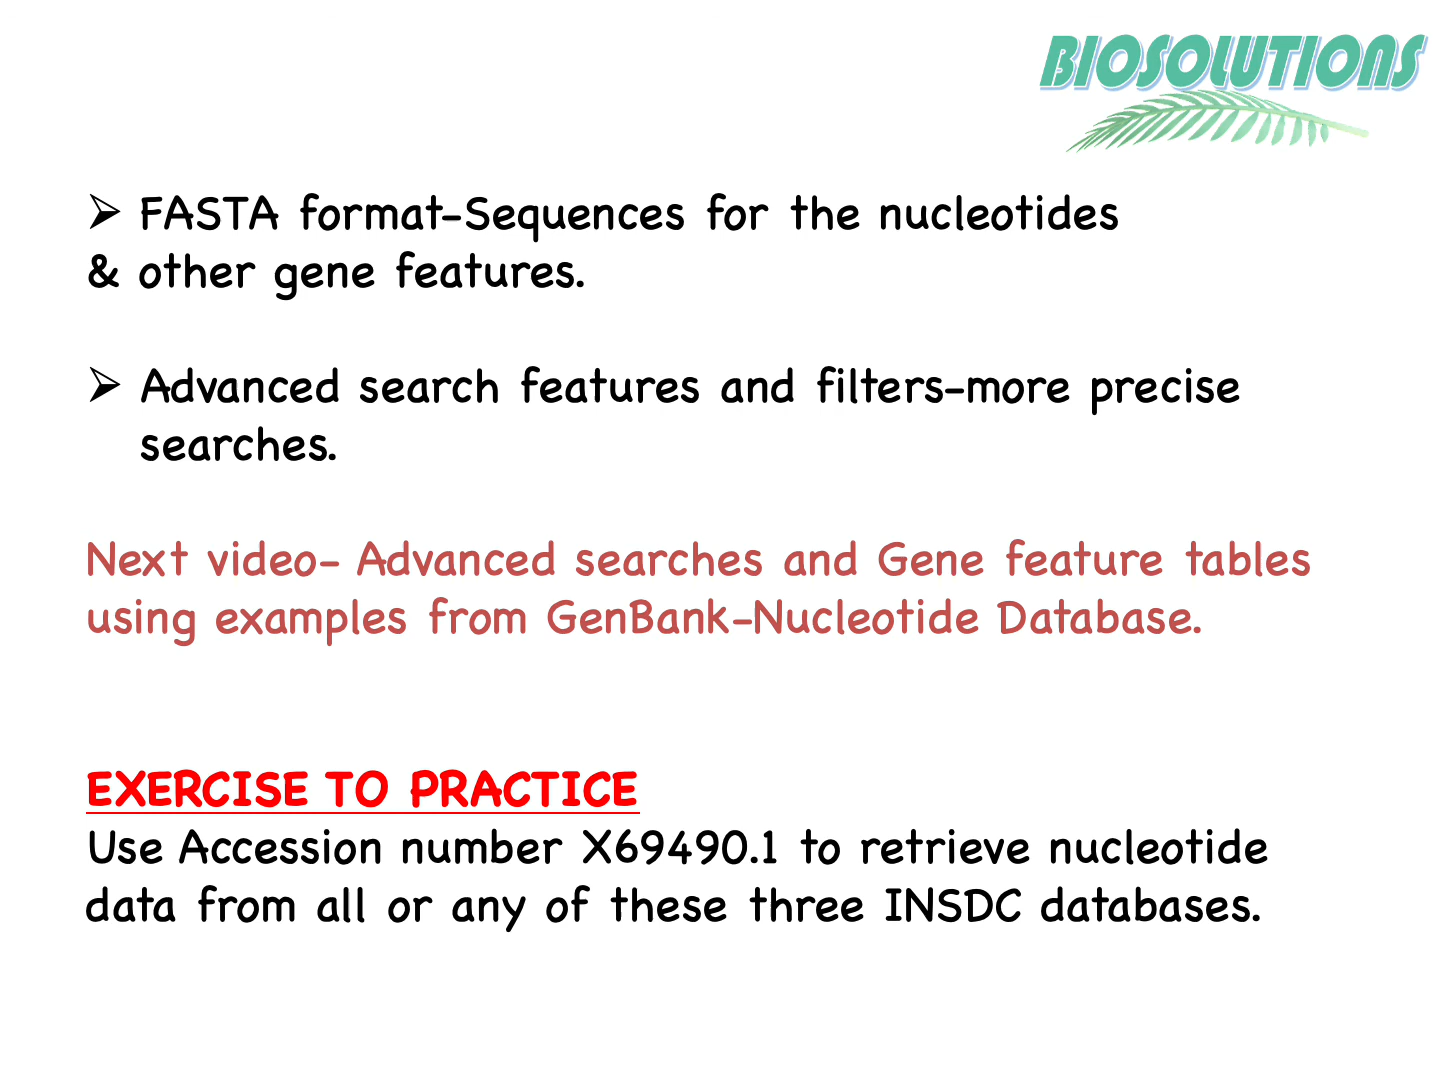 BIOSOLUTIONS
➢ FASTA format-Sequences for the nucleotides
& other gene features.
➢ Advanced search features and filters-more precise
searches.
Next video- Advanced searches and Gene feature tables
using examples from GenBank-Nucleotide Database.
EXERCISE TO PRACTICE
Use Accession number X69490.1 to retrieve nucleotide
data from all or any of these three INSDC databases.